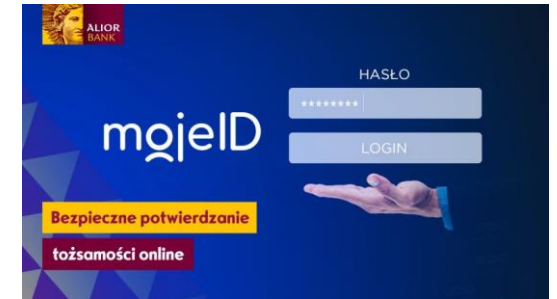 ALIOR
BANK
HASŁO
********
LOGIN
mojeID
Bezpieczne potwierdzanie
tożsamości online